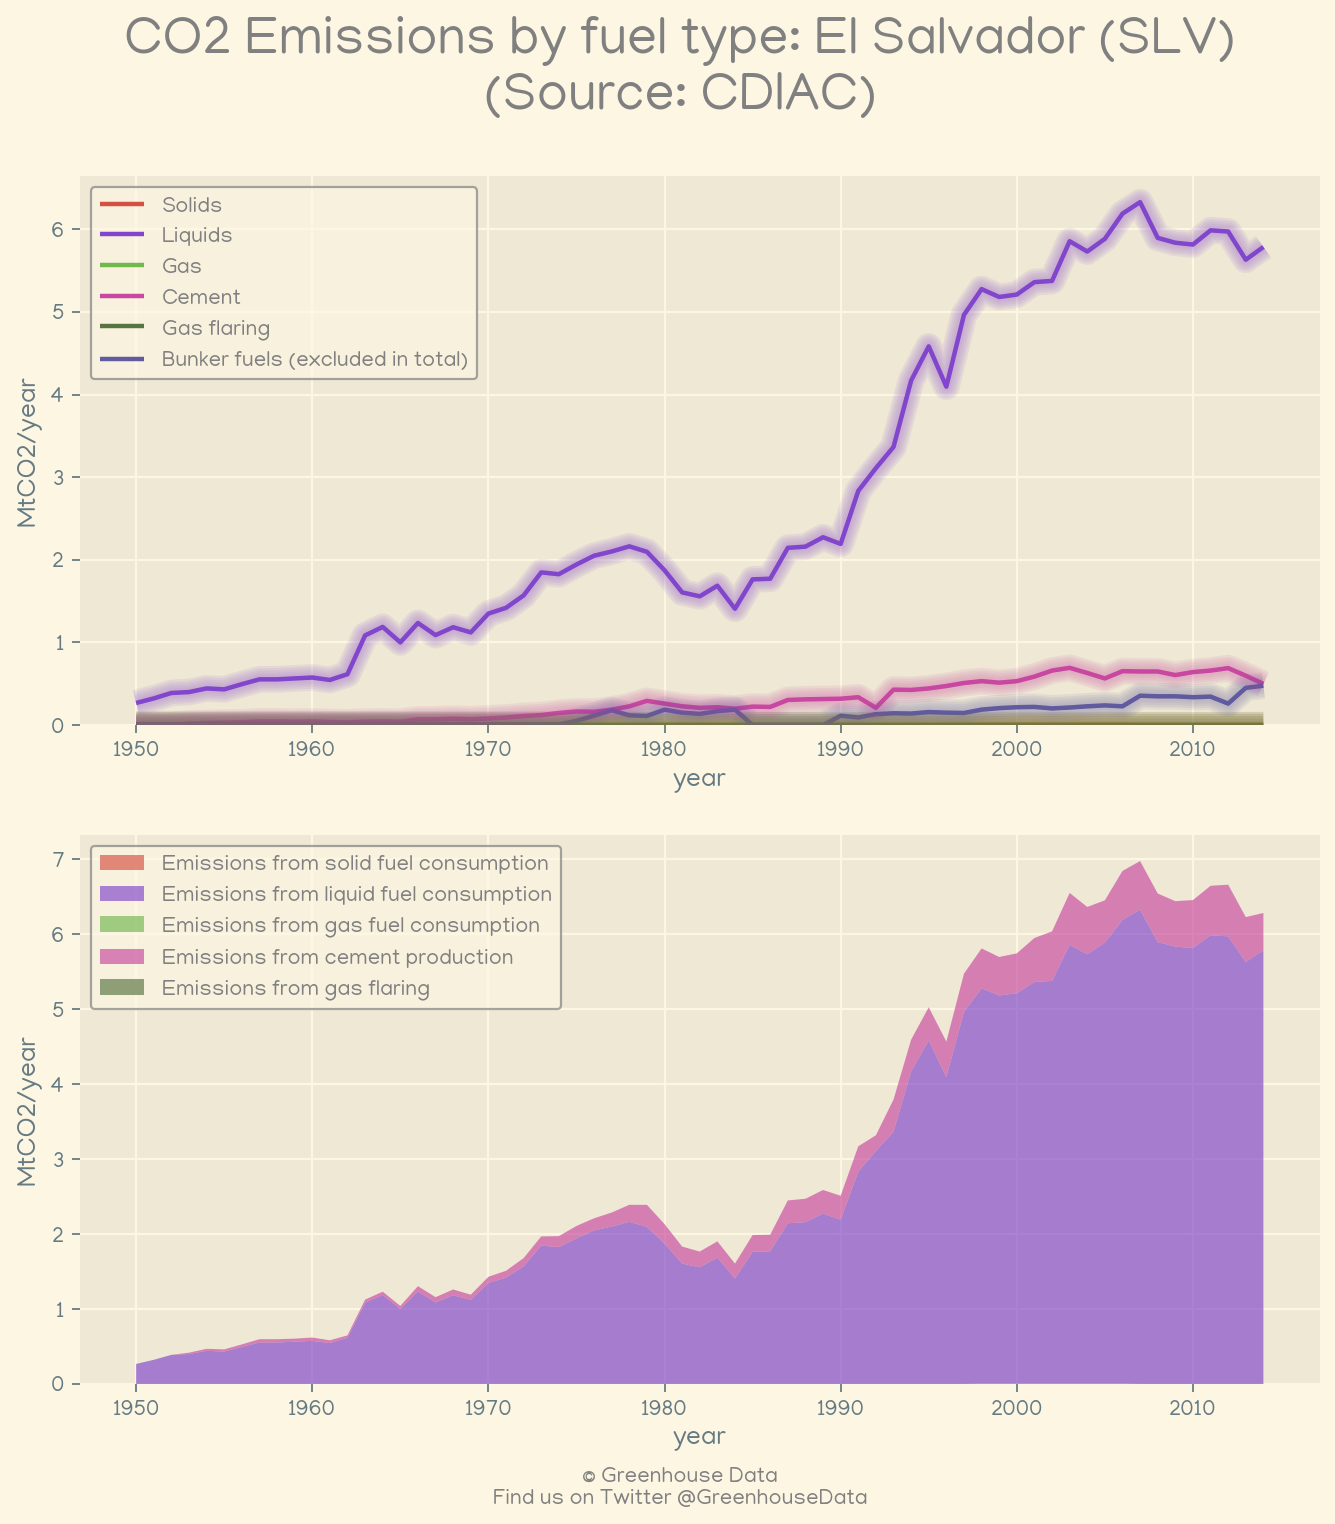 CO2 Emissions by fuel type: El Salvador (SLV)
(Source: CDIAC)
Solids
Liquids
Gas
Cement
Gas flaring
Bunker fuels (excluded in total)
MtCO2/year
6
5
4
3
2
1
0
1950 1960 1970 1980 1990 2000 2010
year
Emissions from solid fuel consumption
Emissions from liquid fuel consumption
Emissions from gas fuel consumption
Emissions from cement production
Emissions from gas flaring
MtCO2/year
7
6
5
4
3
2
1
0
1950 1960 1970 1980 1990 2000 2010
year
© Greenhouse Data
Find us on Twitter @GreenhouseData